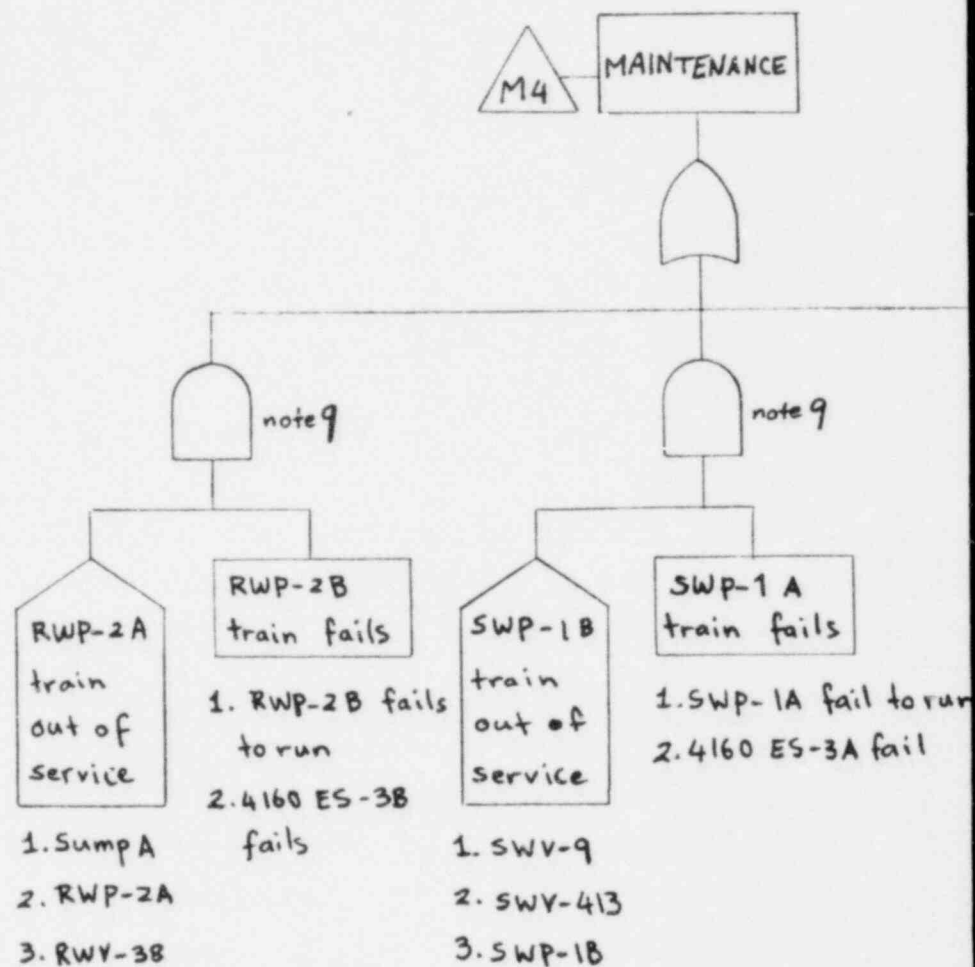 M4
MAINTENANCE
note 9
note 9
RWP-2A
train
out of
service
1. Sump A
2. RWP-2A
3. RWV-38
RWP-2B
train fails
1. RWP-2B fails
to run
2. 4160 ES-3B
fails
SWP-1B
train
out of
service
1. SWV-9
2. SWV-413
3. SWP-1B
SWP-1A
train fails
1. SWP-1A fail to run
2. 4160 ES-3A fail